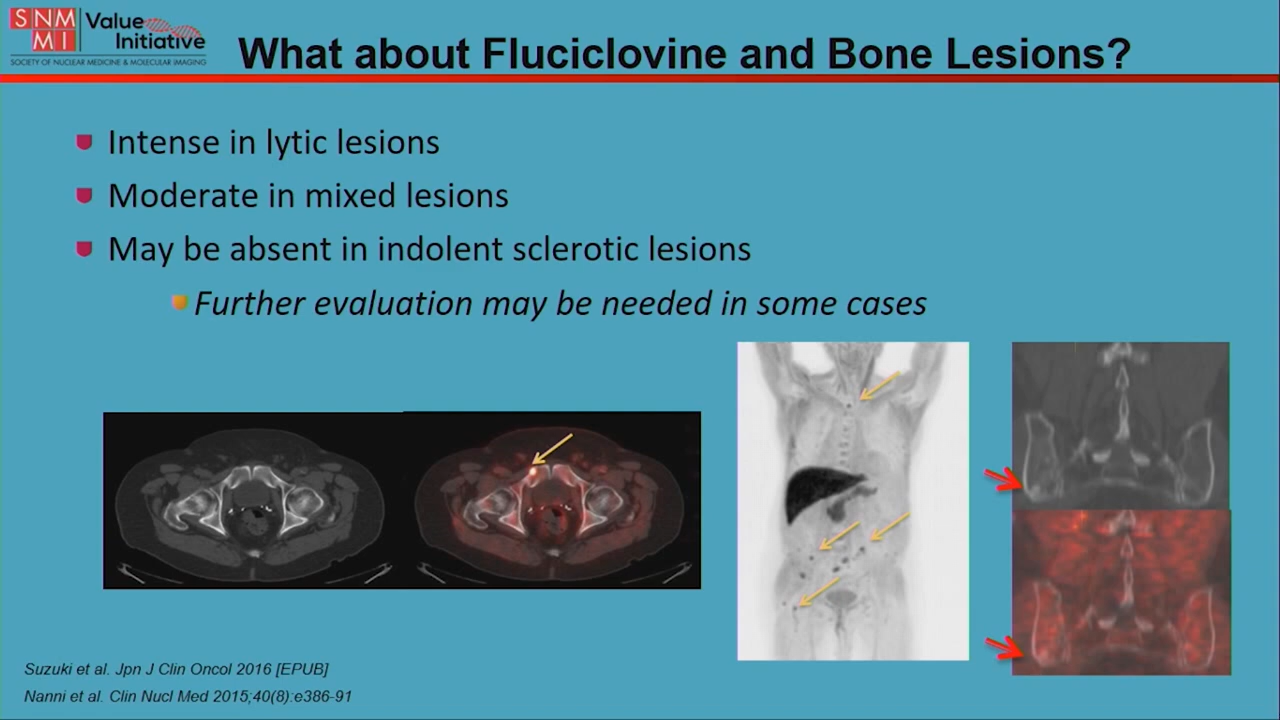 SNM
MI
Value
Initiative
SOCIETY OF NUCLEAR MEDICINE & MOLECULAR IMAGING
What about Fluciclovine and Bone Lesions?
Intense in lytic lesions
Moderate in mixed lesions
May be absent in indolent sclerotic lesions
Further evaluation may be needed in some cases
Suzuki et al. Jpn J Clin Oncol 2016 [EPUB]
Nanni et al. Clin Nucl Med 2015;40(8):e386-91